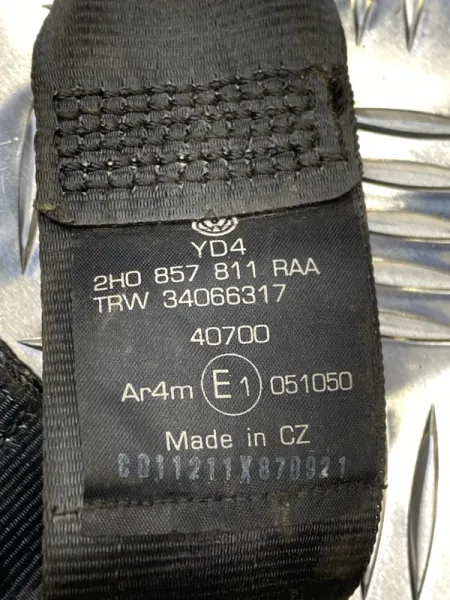 YD4
2H0 857 811 RAA
TRW 34066317
40700
Ar4m E1 051050
Made in CZ
C011211X870921